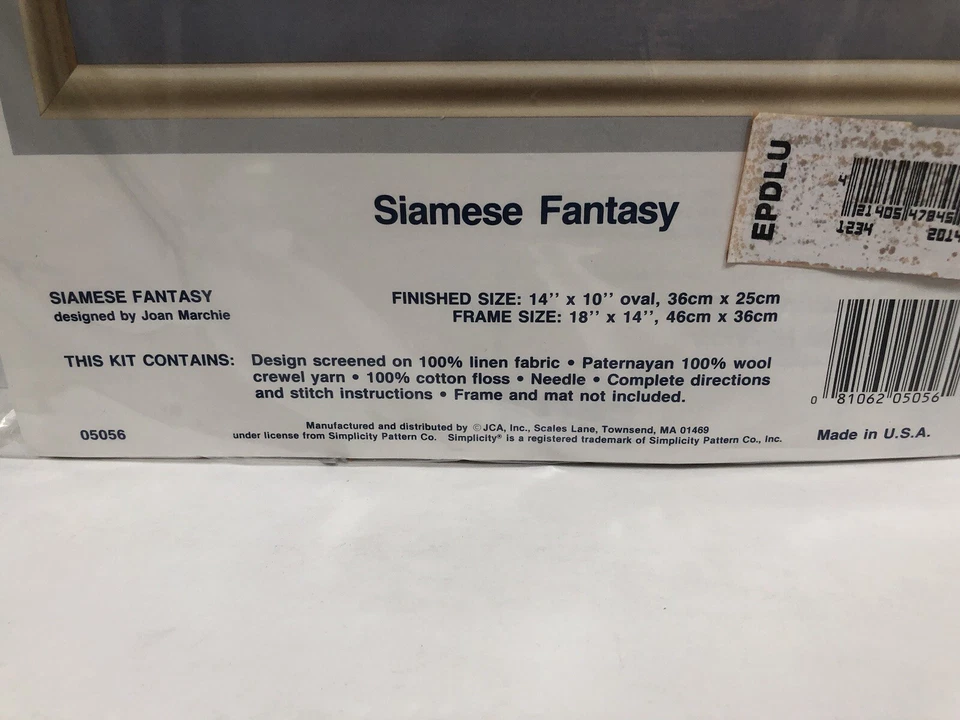 Siamese Fantasy
EPDLU
4
21405 47845
1234 2014
SIAMESE FANTASY
designed by Joan Marchie
FINISHED SIZE: 14’’ x 10’’ oval, 36cm x 25cm
FRAME SIZE: 18’’ x 14’’, 46cm x 36cm
THIS KIT CONTAINS: Design screened on 100% linen fabric • Paternayan 100% wool
crewel yarn • 100% cotton floss • Needle • Complete directions
and stitch instructions • Frame and mat not included.
0 81062 05056
05056
Manufactured and distributed by ©JCA, Inc., Scales Lane, Townsend, MA 01469
under license from Simplicity Pattern Co. Simplicity® is a registered trademark of Simplicity Pattern Co., Inc.
Made in U.S.A.